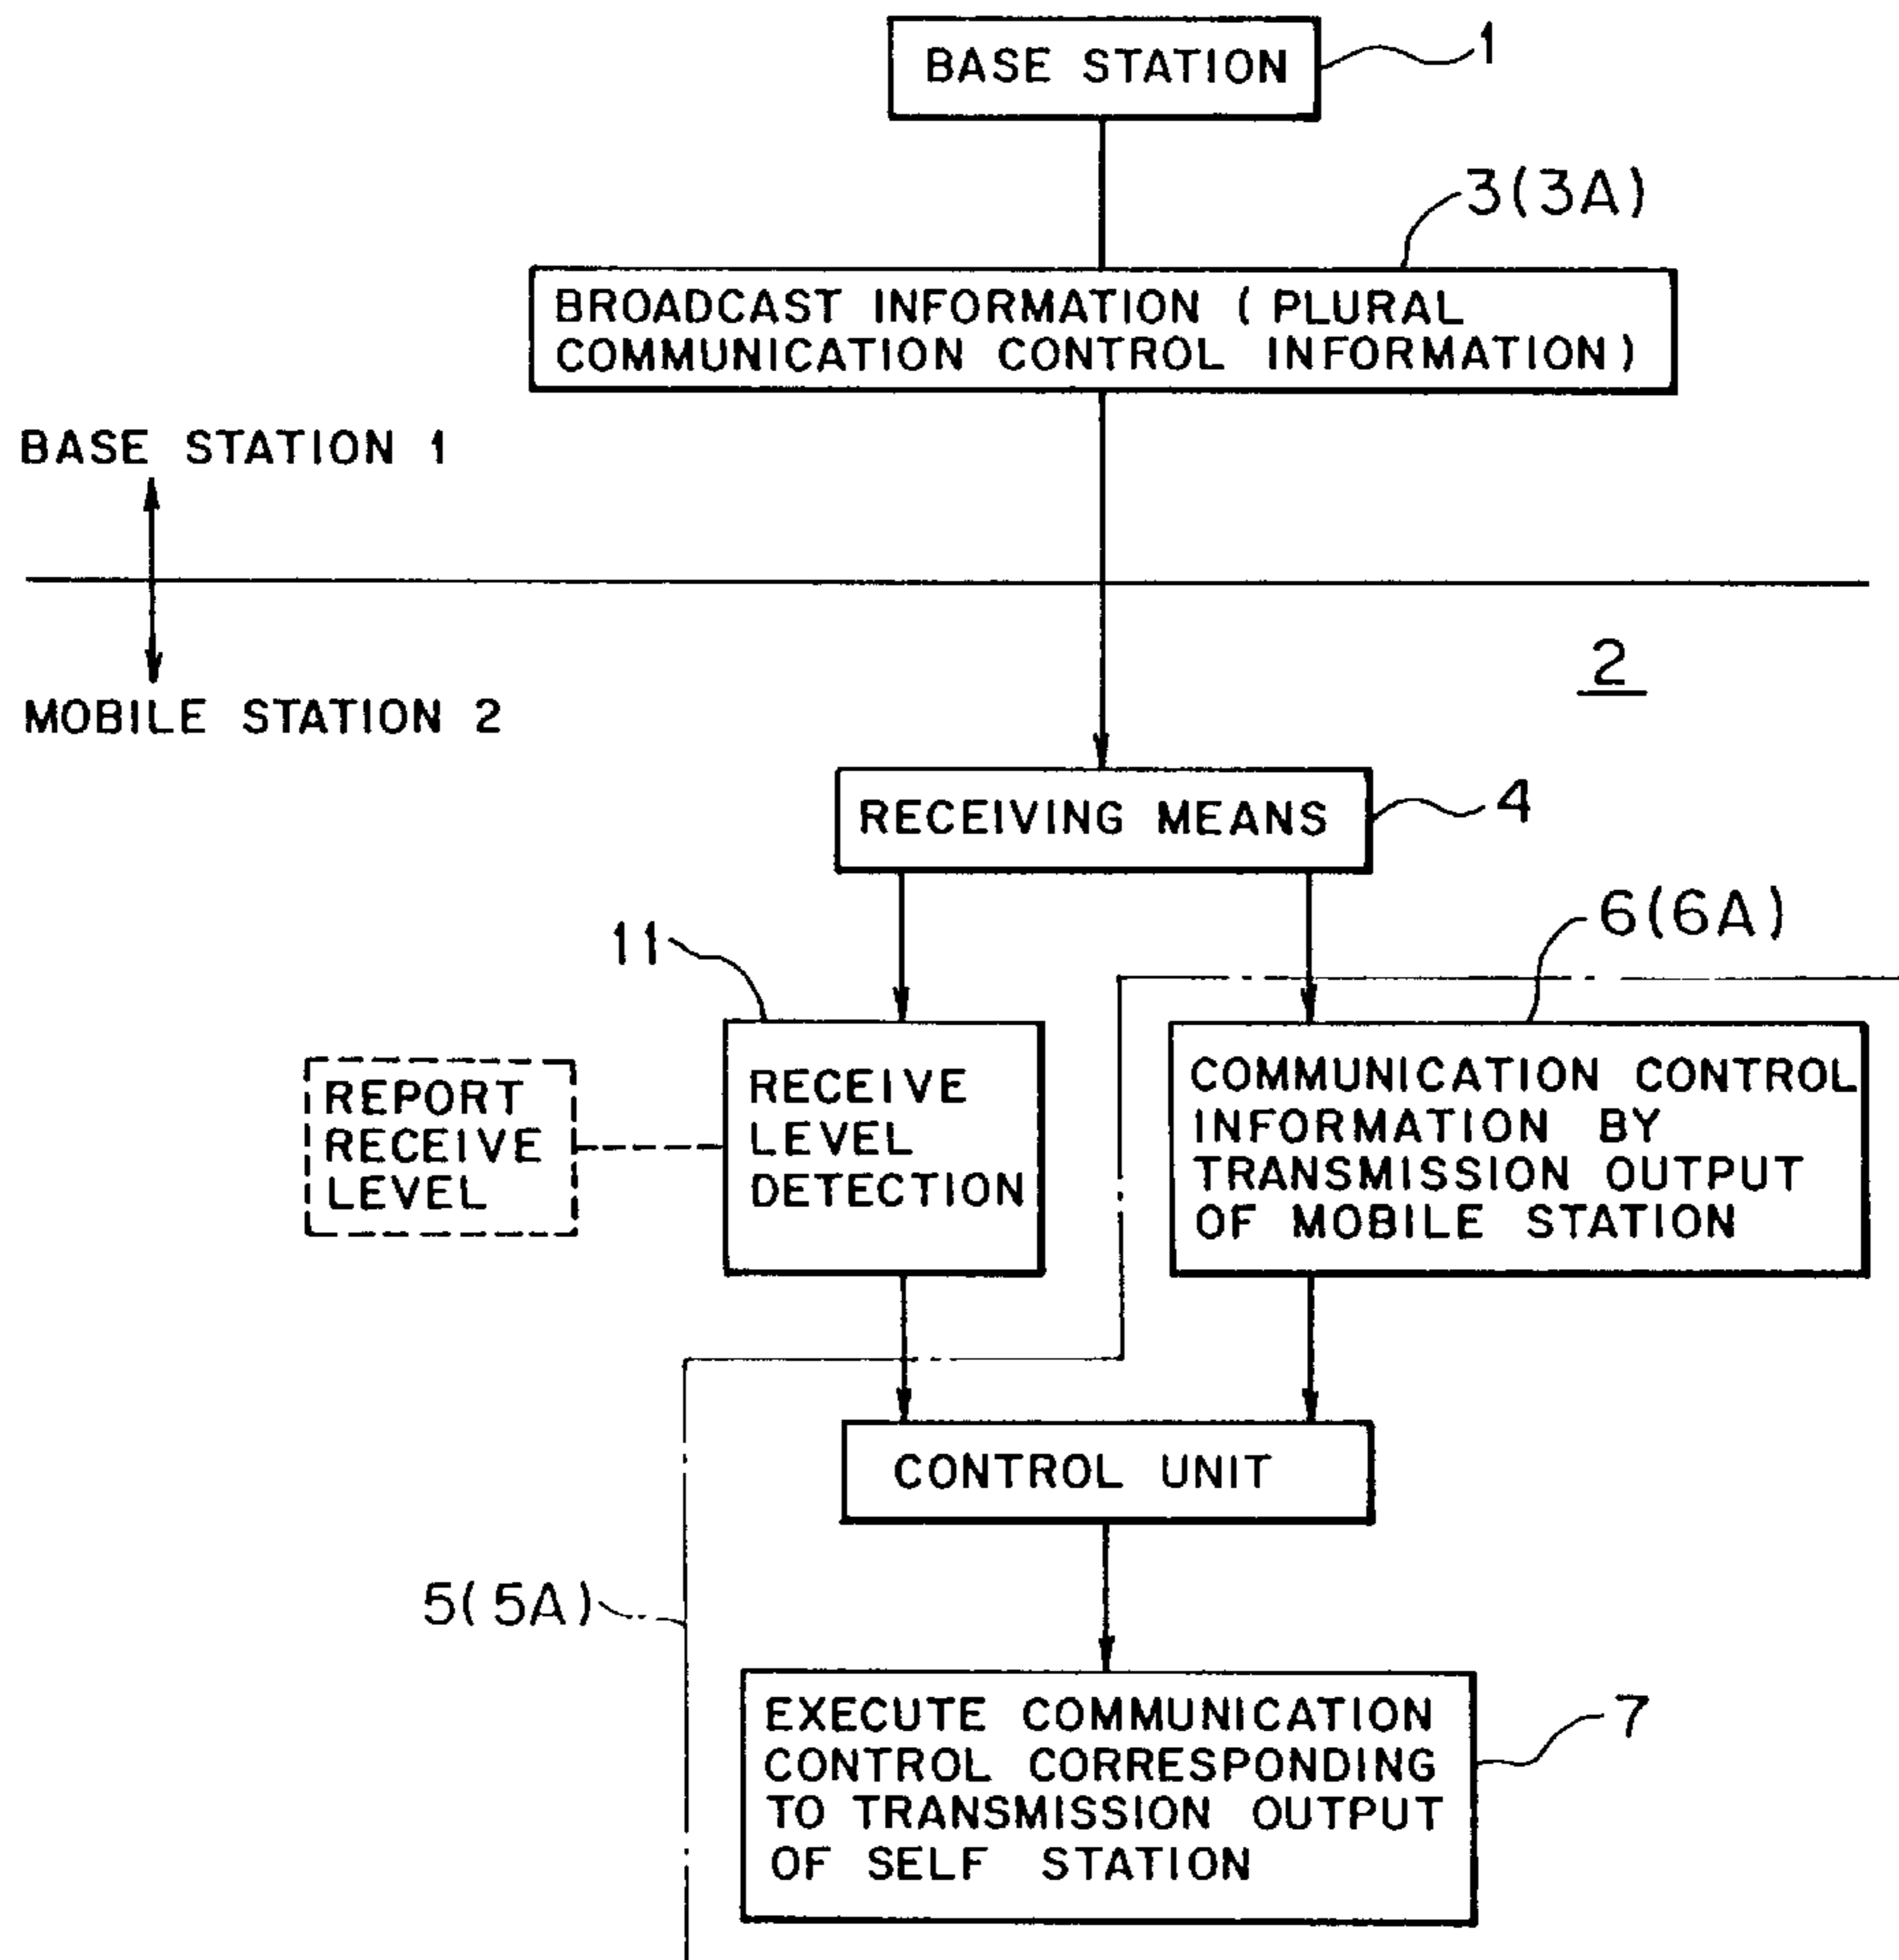 BASE STATION
1
3(3A)
BROADCAST INFORMATION (PLURAL
COMMUNICATION CONTROL INFORMATION)
BASE STATION 1
MOBILE STATION 2
2
RECEIVING MEANS
4
6(6A)
11
REPORT
RECEIVE
LEVEL
RECEIVE
LEVEL
DETECTION
COMMUNICATION CONTROL
INFORMATION BY
TRANSMISSION OUTPUT
OF MOBILE STATION
CONTROL UNIT
5(5A)
EXECUTE COMMUNICATION
CONTROL CORRESPONDING
TO TRANSMISSION OUTPUT
OF SELF STATION
7